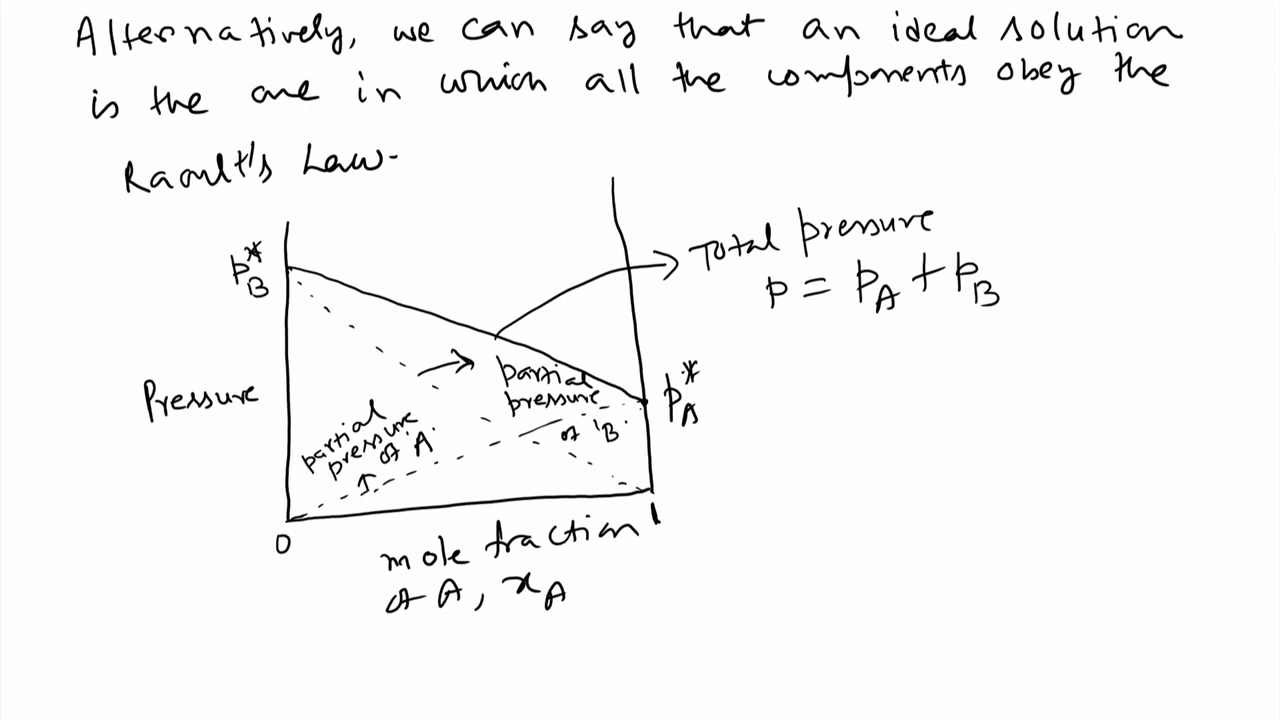 Alternatively, we can say that an ideal solution
is the one in which all the components obey the
Raoult's Law.
p*B
Total pressure
p = pA + pB
Pressure
partial
pressure
of 'B'
p*A
partial
pressure
of 'A'
0
1
mole fraction
of A, xA